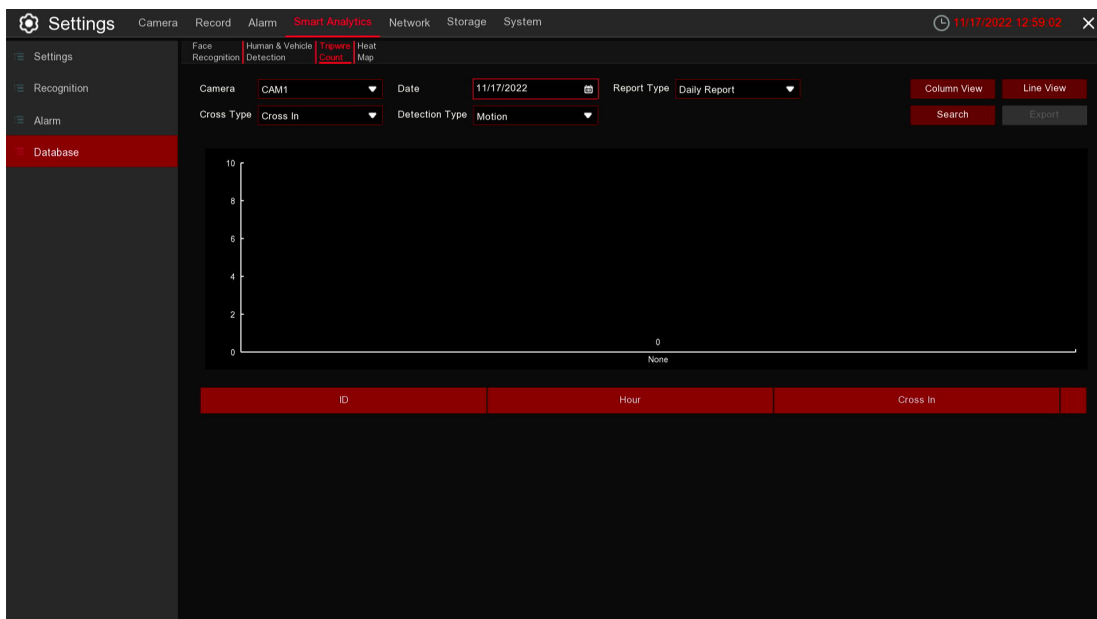 Settings Camera Record Alarm Smart Analytics Network Storage System 11/17/2022 12:59:02
Settings
Recognition
Alarm
Database
Face Recognition
Human & Vehicle Detection
Tripwire Count
Heat Map
Camera CAM1 Date 11/17/2022 Report Type Daily Report Column View Line View
Cross Type Cross In Detection Type Motion Search Export
10
8
6
4
2
0
0
None
ID Hour Cross In